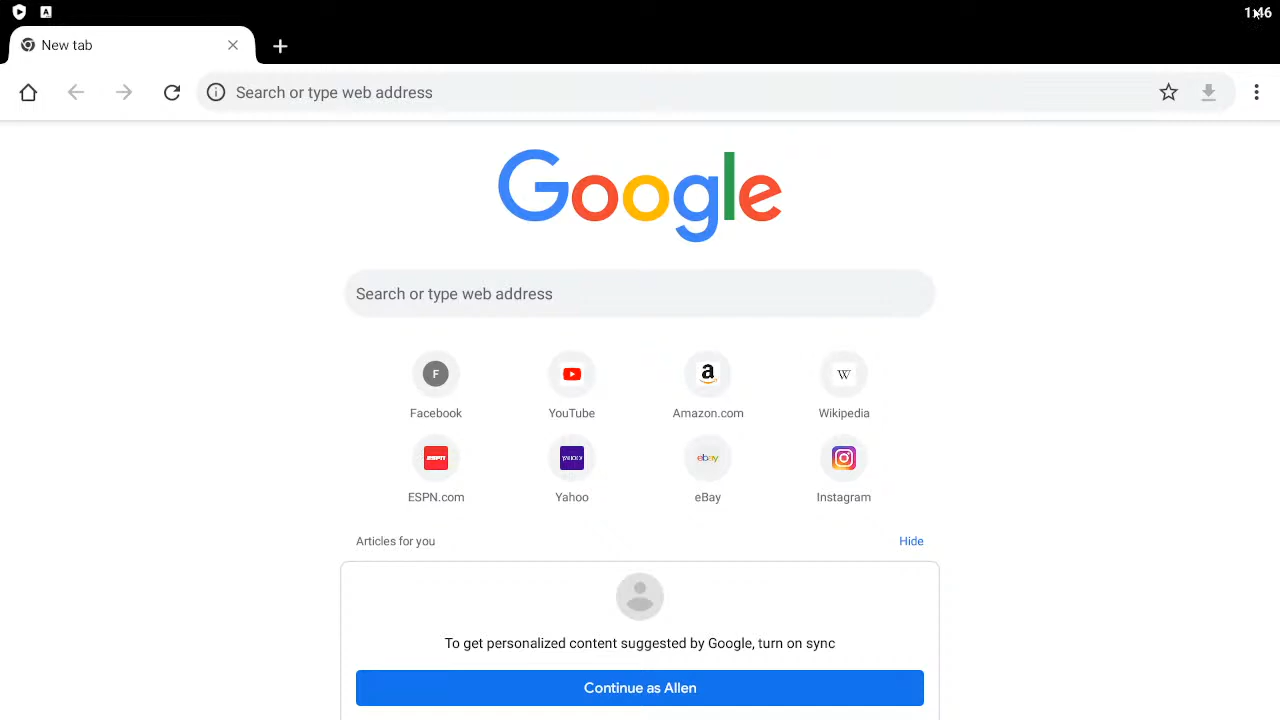 1:46
New tab
Search or type web address
Google
Search or type web address
F
a
W
Facebook
YouTube
Amazon.com
Wikipedia
ESPN
YAHOO!
ebay
ESPN.com
Yahoo
eBay
Instagram
Articles for you
Hide
To get personalized content suggested by Google, turn on sync
Continue as Allen